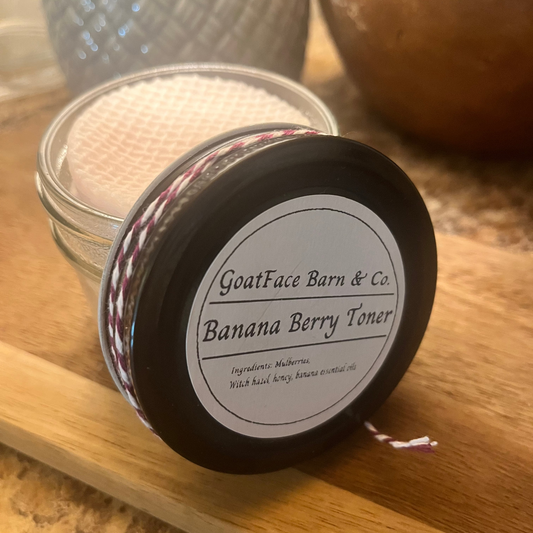 GoatFace Barn & Co.
Banana Berry Toner
Ingredients: Mulberries,
Witch hazel, honey, banana essential oils